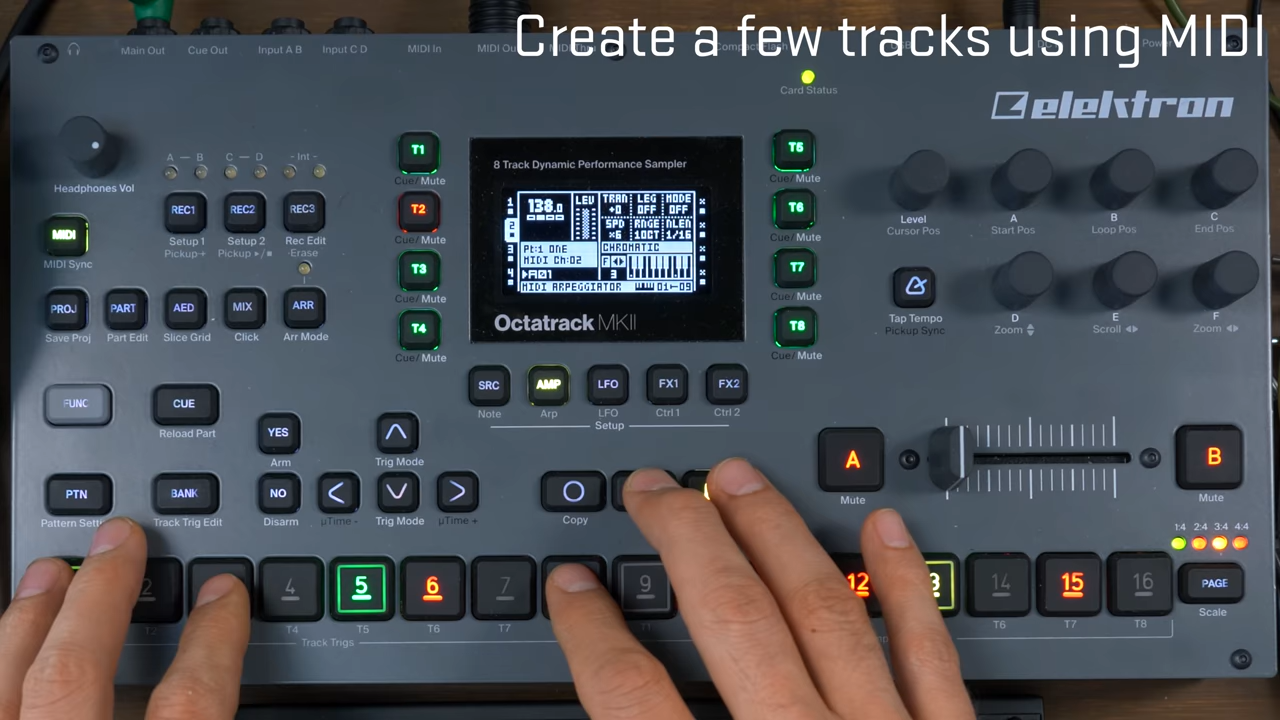 Create a few tracks using MIDI
Main Out
Cue Out
Input A B
Input C D
MIDI In
Card Status
elektron
Headphones Vol
A — B
C — D
- Int -
REC1
REC2
REC3
Setup 1
Setup 2
Rec Edit
Pickup +
Pickup ▸/■
Erase
MIDI
MIDI Sync
PROJ
PART
AED
MIX
ARR
Save Proj
Part Edit
Slice Grid
Click
Arr Mode
T1
Cue/ Mute
T2
Cue/ Mute
T3
Cue/ Mute
T4
Cue/ Mute
8 Track Dynamic Performance Sampler
138.0
LEV
TRAN
+0
LEG
OFF
MODE
OFF
SPD
×6
RNGE
1OCT
NLEN
1/16
Pt:1 ONE
MIDI Ch:02
CHROMATIC
A01
3
MIDI ARPEGGIATOR
01
09
Octatrack MKII
T5
Cue/ Mute
T6
Cue/ Mute
T7
Cue/ Mute
T8
Cue/ Mute
Level
Cursor Pos
A
Start Pos
B
Loop Pos
C
End Pos
Tap Tempo
Pickup Sync
D
Zoom
E
Scroll
F
Zoom
SRC
AMP
LFO
FX1
FX2
Note
Arp
LFO
Ctrl 1
Ctrl 2
Setup
FUNC
CUE
Reload Part
YES
Arm
Trig Mode
PTN
BANK
Track Trig Edit
NO
Disarm
µTime -
Trig Mode
µTime +
Copy
A
Mute
B
Mute
1:4 2:4 3:4 4:4
PAGE
Scale
2
4
5
6
7
9
12
14
15
16
T4
T5
T6
T7
T6
T7
T8
Track Trigs